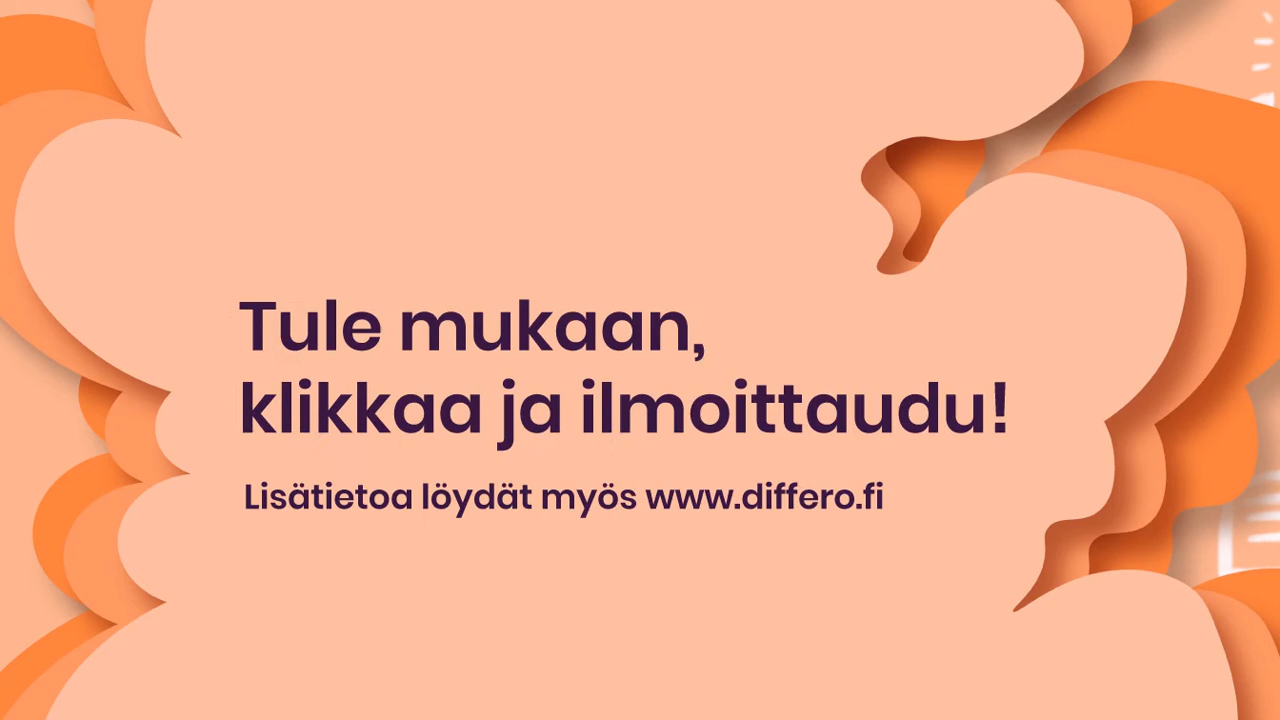 Tule mukaan,
klikkaa ja ilmoittaudu!
Lisätietoa löydät myös www.differo.fi